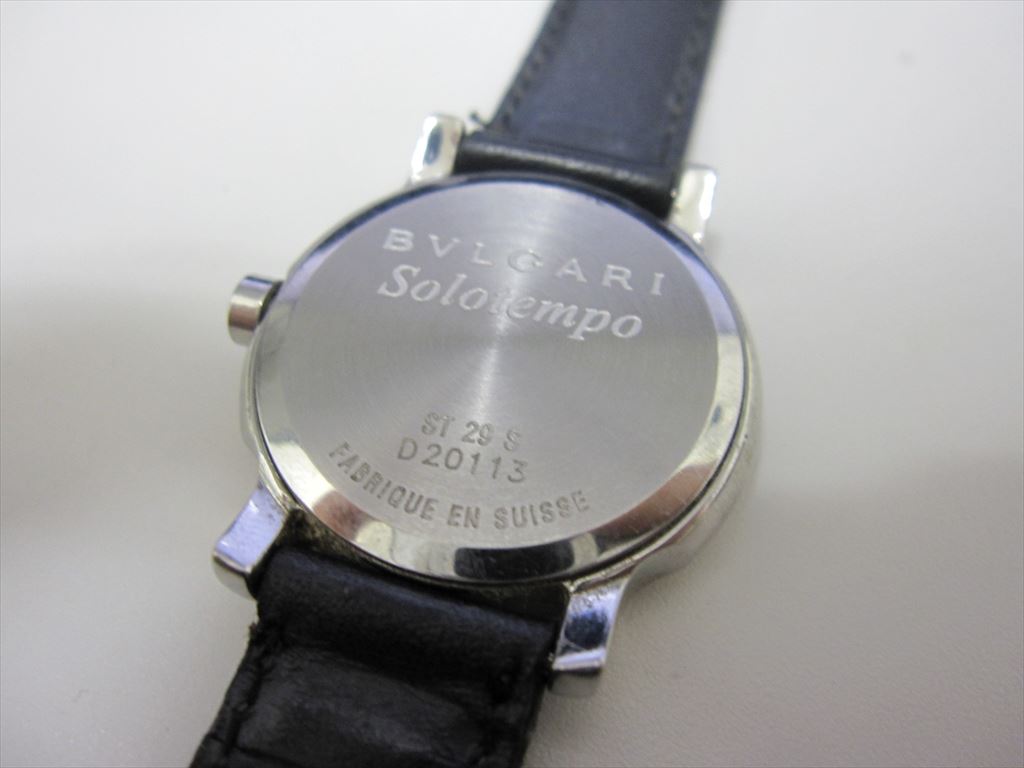 BVLGARI
Solotempo
ST 29 S
D20113
FABRIQUE EN SUISSE